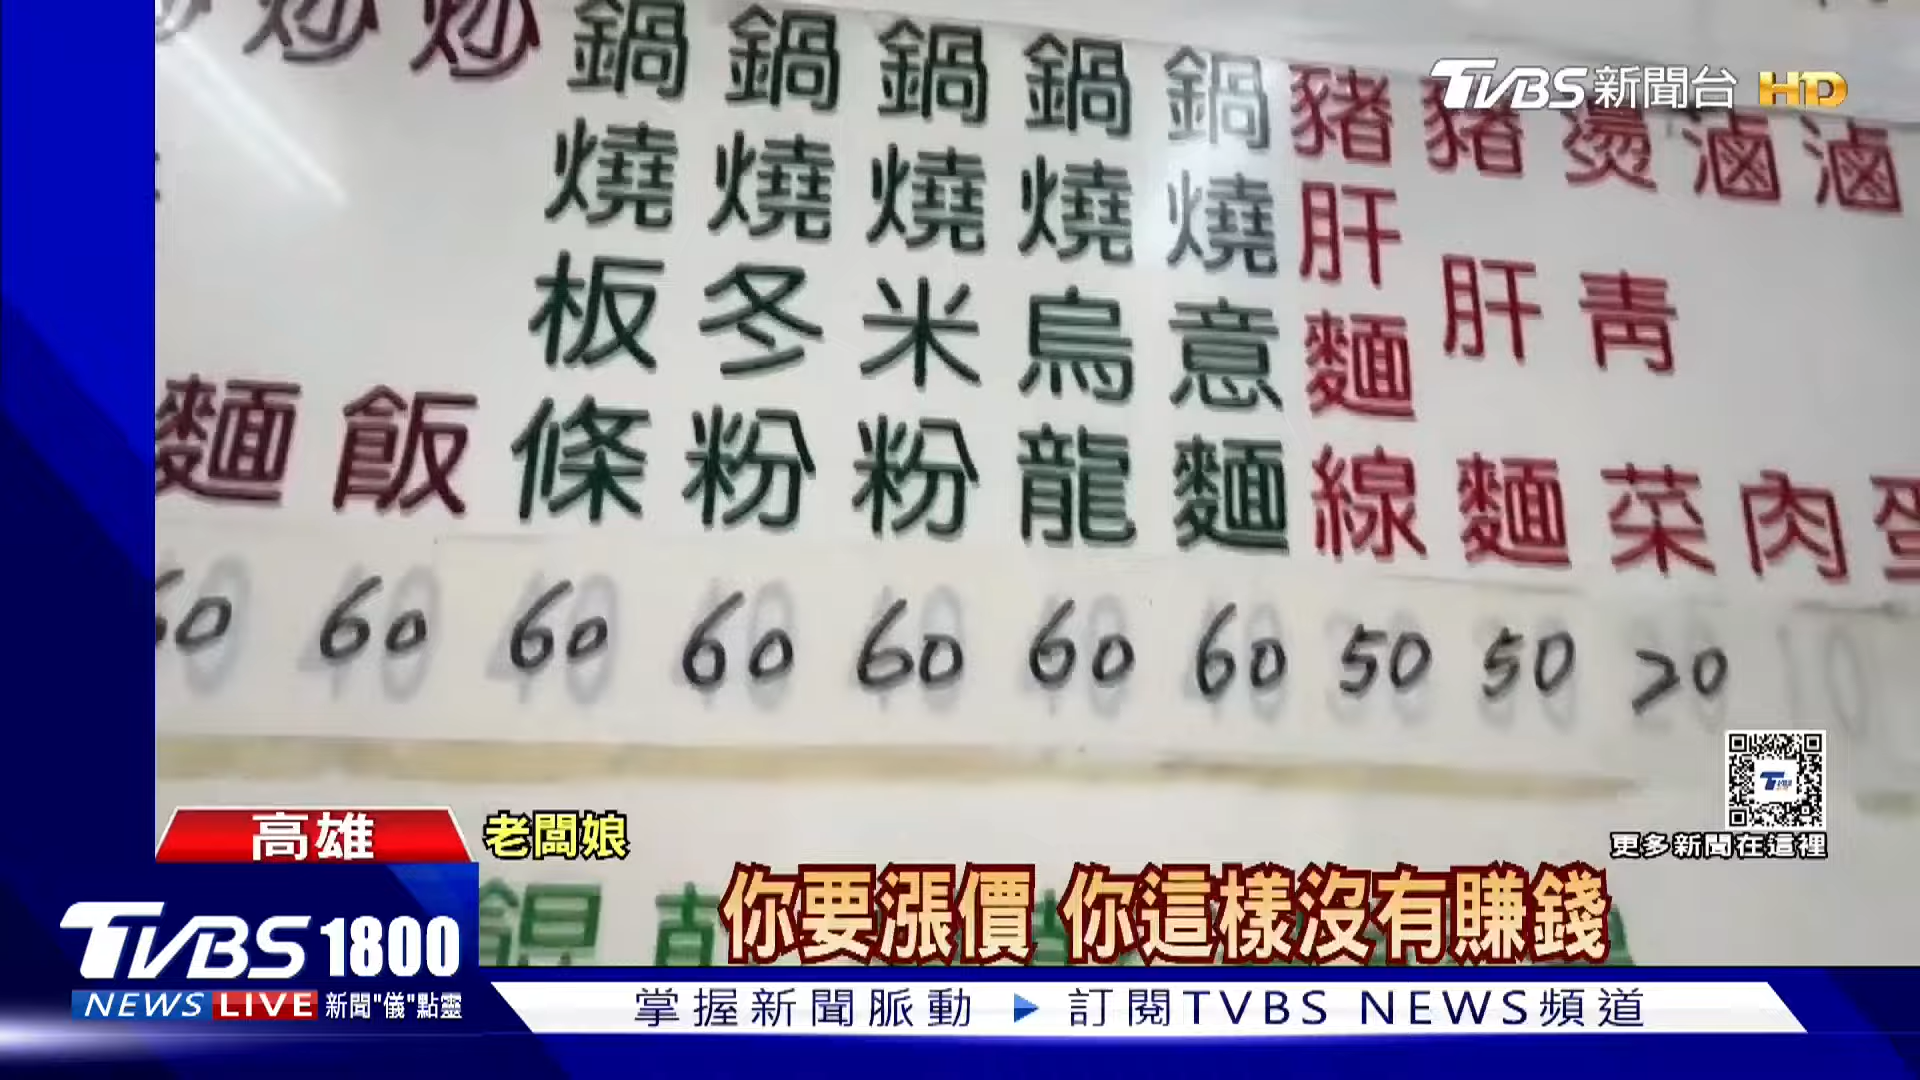 TVBS新聞台 HD
炒麵 60
炒飯 60
鍋燒板條 60
鍋燒冬粉 60
鍋燒米粉 60
鍋燒烏龍 60
鍋燒意麵 60
豬肝麵線 50
豬肝麵 50
燙青菜 20
滷肉 10
滷蛋
更多新聞在這裡
高雄
老闆娘
你要漲價 你這樣沒有賺錢
TVBS 1800
NEWS LIVE 新聞"儀"點靈
掌握新聞脈動 ▶ 訂閱TVBS NEWS頻道